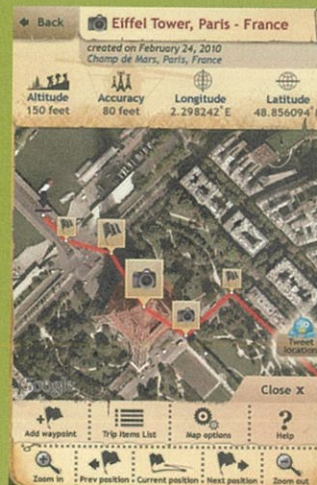 Back
Eiffel Tower, Paris - France
created on February 24, 2010
Champ de Mars, Paris, France
Altitude Accuracy Longitude Latitude
150 feet 80 feet 2.298242°E 48.856094°
Google
Tweet
location
Close X
Add waypoint Trip Items List Map options Help
Zoom in Prev position Current position Next position Zoom out